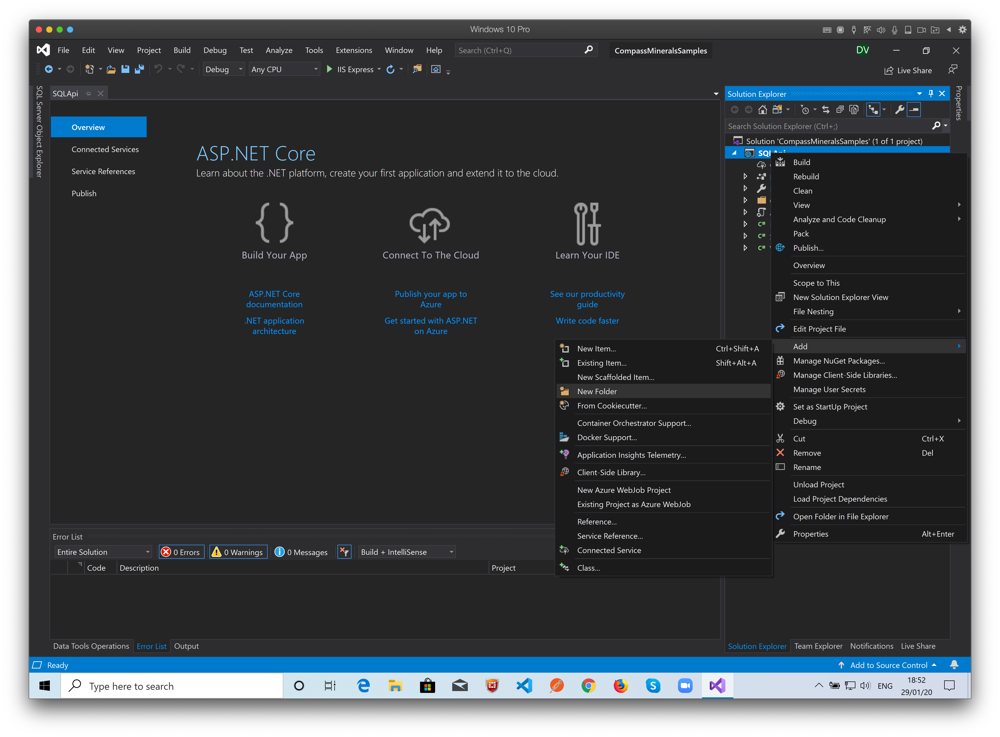 Windows 10 Pro
File Edit View Project Build Debug Test Analyze Tools Extensions Window Help Search (Ctrl+Q) CompassMineralsSamples DV
Debug Any CPU IIS Express Live Share
SQL Server Object Explorer
SQLApi
Overview
Connected Services
Service References
Publish
ASP.NET Core
Learn about the .NET platform, create your first application and extend it to the cloud.
Build Your App
Connect To The Cloud
Learn Your IDE
ASP.NET Core
documentation
.NET application
architecture
Publish your app to
Azure
Get started with ASP.NET
on Azure
See our productivity
guide
Write code faster
Solution Explorer
Properties
Search Solution Explorer (Ctrl+;)
Solution 'CompassMineralsSamples' (1 of 1 project)
C#
C#
C#
Build
Rebuild
Clean
View
Analyze and Code Cleanup
Pack
Publish...
Overview
Scope to This
New Solution Explorer View
File Nesting
Edit Project File
Add
Manage NuGet Packages...
Manage Client-Side Libraries...
Manage User Secrets
Set as StartUp Project
Debug
Cut Ctrl+X
Remove Del
Rename
Unload Project
Load Project Dependencies
Open Folder in File Explorer
Properties Alt+Enter
New Item... Ctrl+Shift+A
Existing Item... Shift+Alt+A
New Scaffolded Item...
New Folder
From Cookiecutter...
Container Orchestrator Support...
Docker Support...
Application Insights Telemetry...
Client-Side Library...
New Azure WebJob Project
Existing Project as Azure WebJob
Reference...
Service Reference...
Connected Service
Class...
Error List
Entire Solution 0 Errors 0 Warnings 0 Messages Build + IntelliSense
Code Description Project
Data Tools Operations Error List Output
Solution Explorer Team Explorer Notifications Live Share
Ready Add to Source Control
Type here to search ENG
18:52
29/01/20